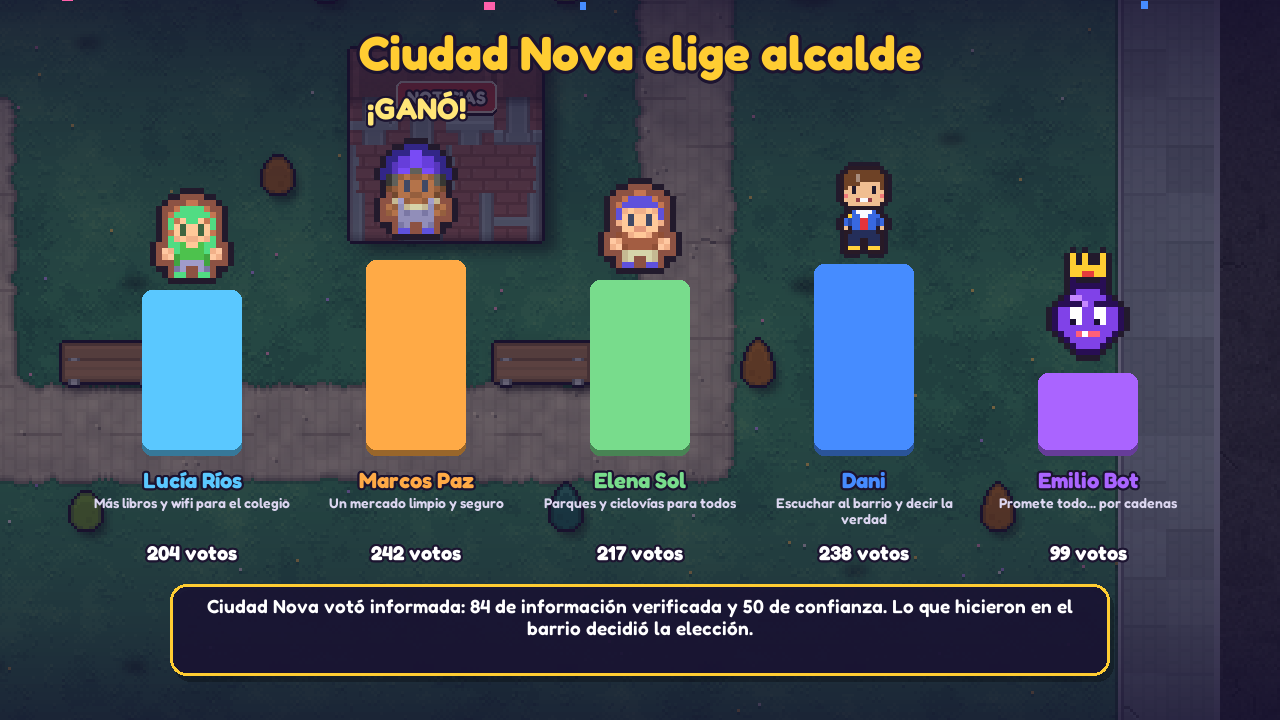 Ciudad Nova elige alcalde
NOTICIAS
¡GANÓ!
Lucía Ríos
Más libros y wifi para el colegio
204 votos
Marcos Paz
Un mercado limpio y seguro
242 votos
Elena Sol
Parques y ciclovías para todos
217 votos
Dani
Escuchar al barrio y decir la
verdad
238 votos
Emilio Bot
Promete todo... por cadenas
99 votos
Ciudad Nova votó informada: 84 de información verificada y 50 de confianza. Lo que hicieron en el
barrio decidió la elección.